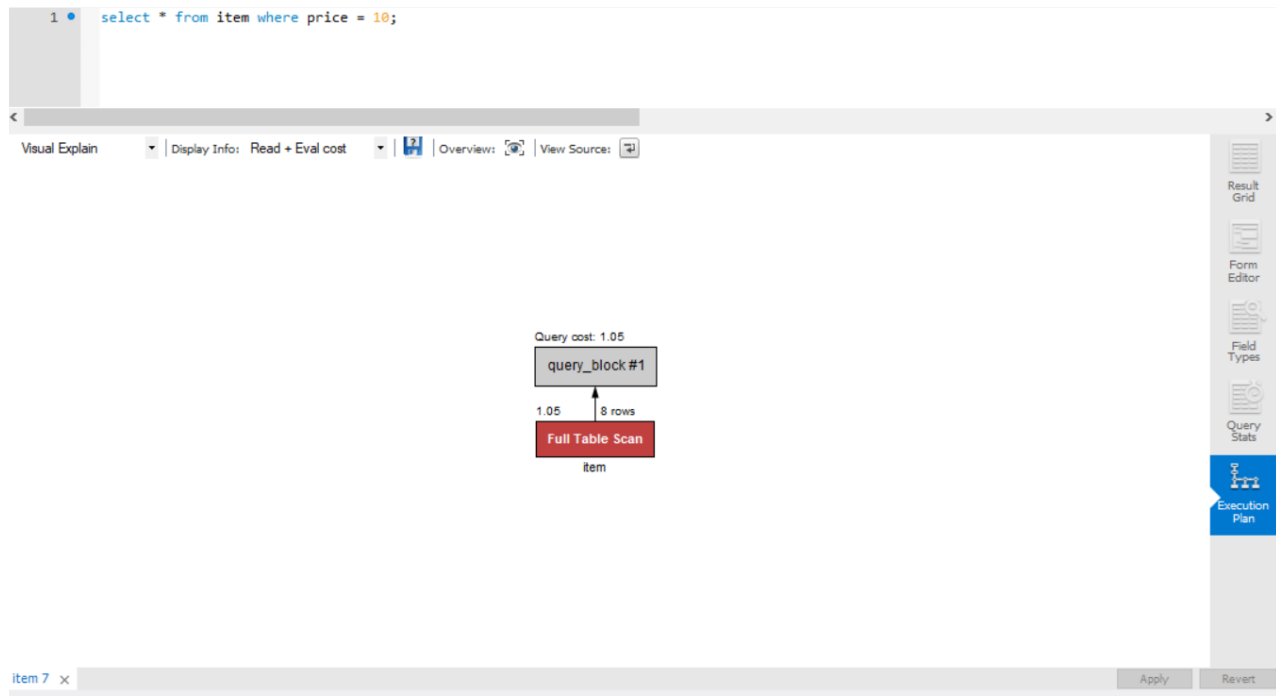 1 select * from item where price = 10;
Visual Explain Display Info: Read + Eval cost Overview: View Source:
Result
Grid
Form
Editor
Field
Types
Query
Stats
Execution
Plan
Query cost: 1.05
query_block #1
1.05 8 rows
Full Table Scan
item
item 7 Apply Revert